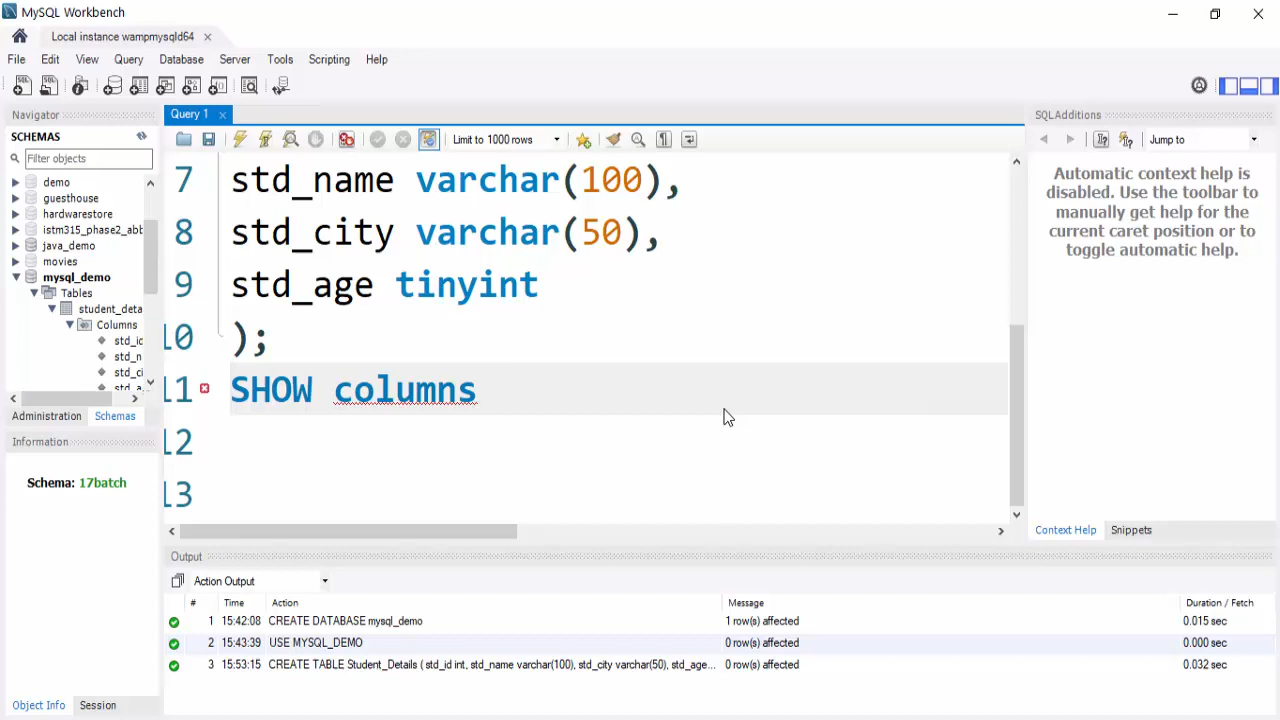 MySQL Workbench
Local instance wampmysqld64
File Edit View Query Database Server Tools Scripting Help
Navigator
SCHEMAS
Filter objects
demo
guesthouse
hardwarestore
istm315_phase2_abb
java_demo
movies
mysql_demo
Tables
student_deta
Columns
std_id
std_n
std_ci
std_a
Administration Schemas
Information
Schema: 17batch
Object Info Session
Query 1
Limit to 1000 rows
7 std_name varchar(100),
8 std_city varchar(50),
9 std_age tinyint
10 );
11 SHOW columns
12
13
SQLAdditions
Jump to
Automatic context help is
disabled. Use the toolbar to
manually get help for the
current caret position or to
toggle automatic help.
Context Help Snippets
Output
Action Output
# Time Action Message Duration / Fetch
1 15:42:08 CREATE DATABASE mysql_demo 1 row(s) affected 0.015 sec
2 15:43:39 USE MYSQL_DEMO 0 row(s) affected 0.000 sec
3 15:53:15 CREATE TABLE Student_Details ( std_id int, std_name varchar(100), std_city varchar(50), std_age... 0 row(s) affected 0.032 sec